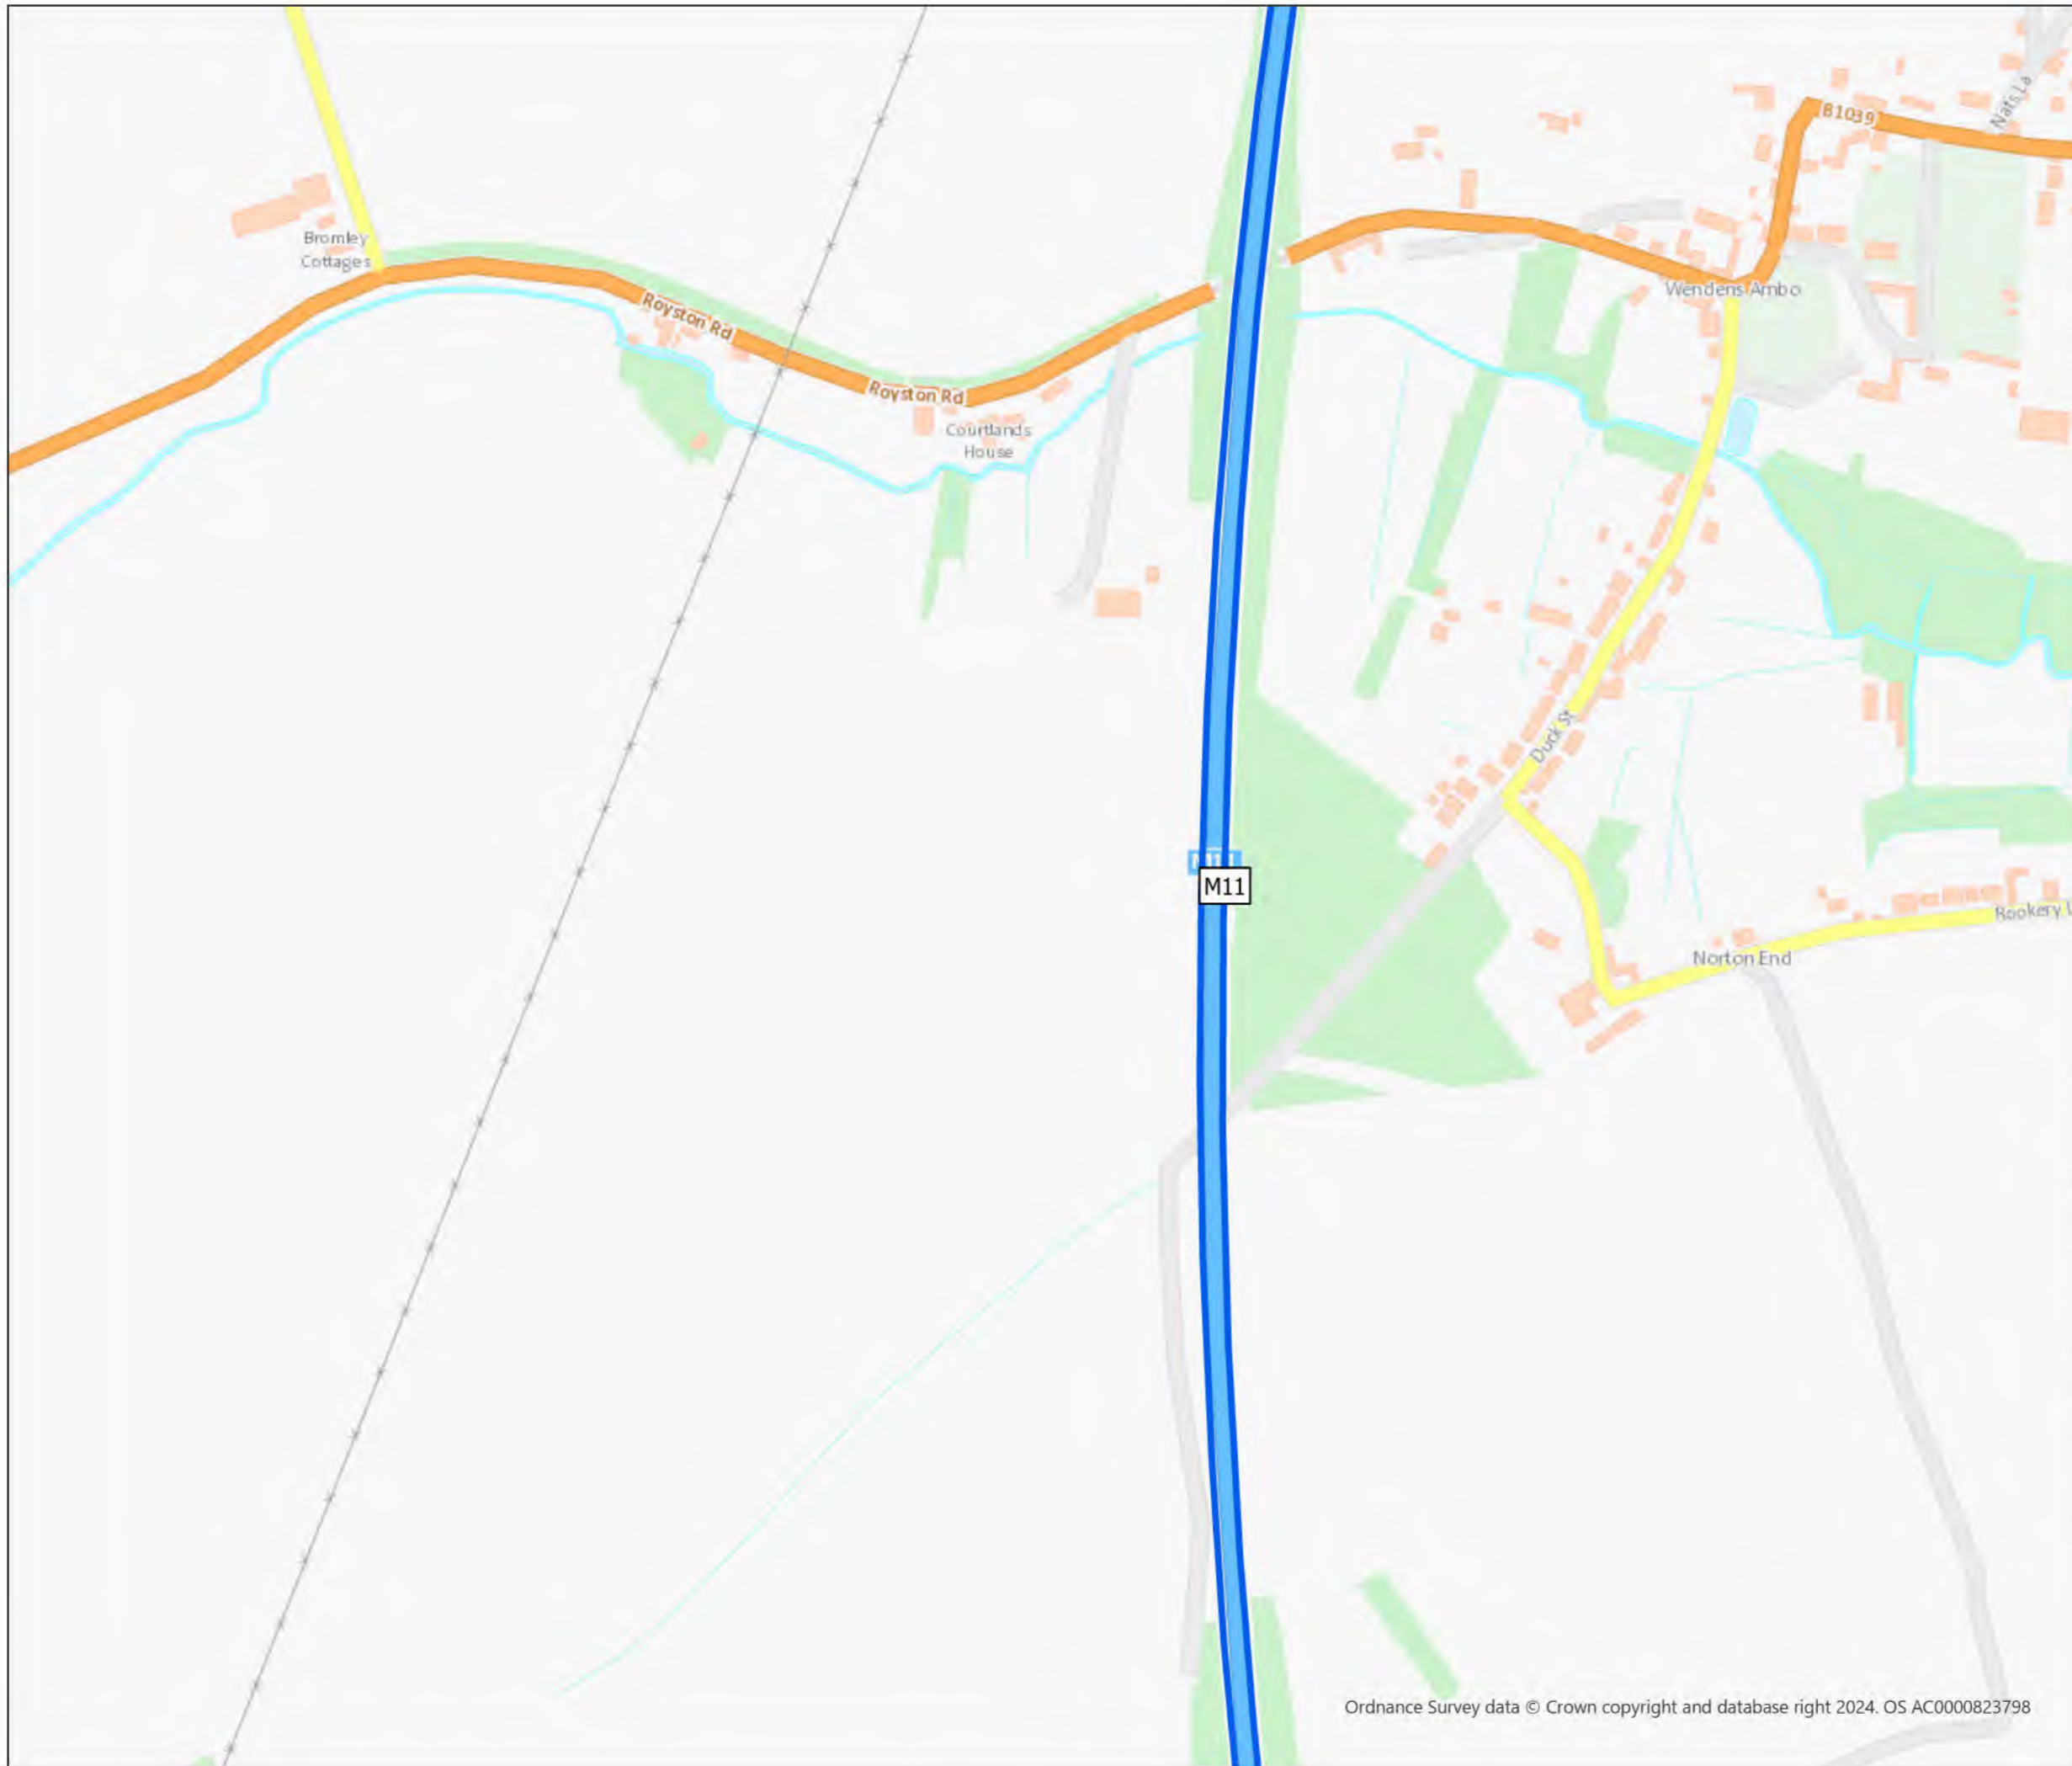 B1039
Nats La
Bromley
Cottages
Wendens Ambo
Royston Rd
Royston Rd
Courtlands
House
Duck St
M11
M11
Rookery
Norton End
Ordnance Survey data © Crown copyright and database right 2024. OS AC0000823798